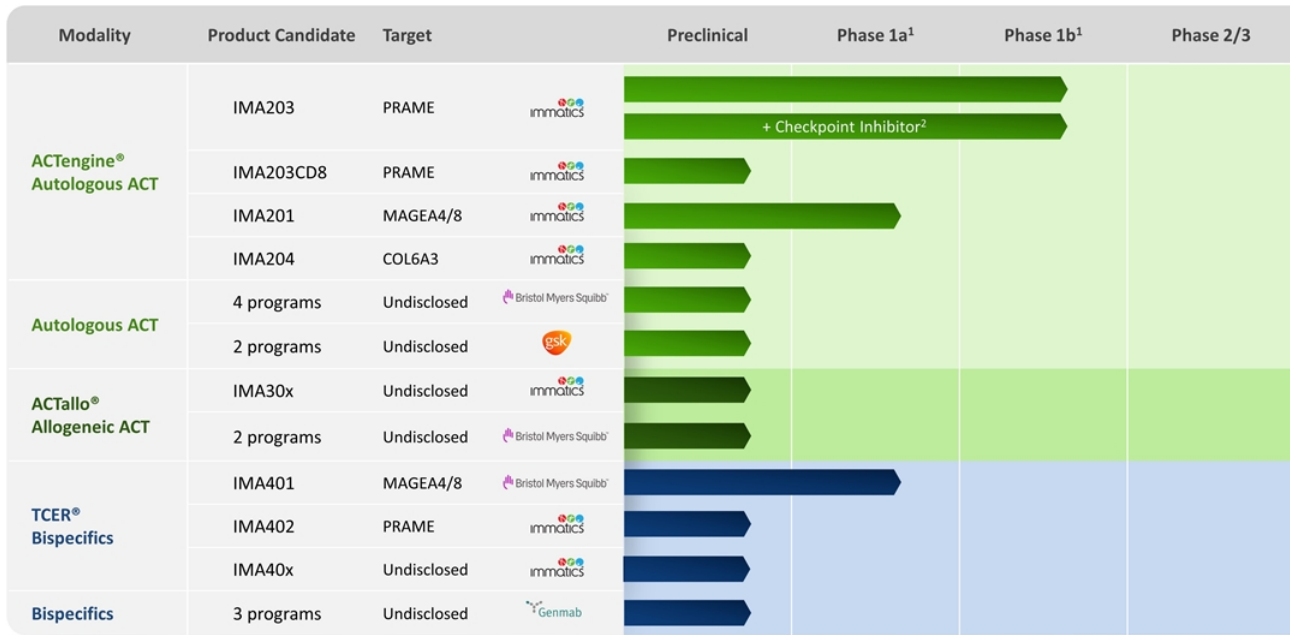 Modality Product Candidate Target Preclinical Phase 1a¹ Phase 1b¹ Phase 2/3
ACTengine®
Autologous ACT
IMA203 PRAME immatics
+ Checkpoint Inhibitor²
IMA203CD8 PRAME immatics
IMA201 MAGEA4/8 immatics
IMA204 COL6A3 immatics
Autologous ACT
4 programs Undisclosed Bristol Myers Squibb™
2 programs Undisclosed gsk
ACTallo®
Allogeneic ACT
IMA30x Undisclosed immatics
2 programs Undisclosed Bristol Myers Squibb™
TCER®
Bispecifics
IMA401 MAGEA4/8 Bristol Myers Squibb™
IMA402 PRAME immatics
IMA40x Undisclosed immatics
Bispecifics 3 programs Undisclosed Genmab